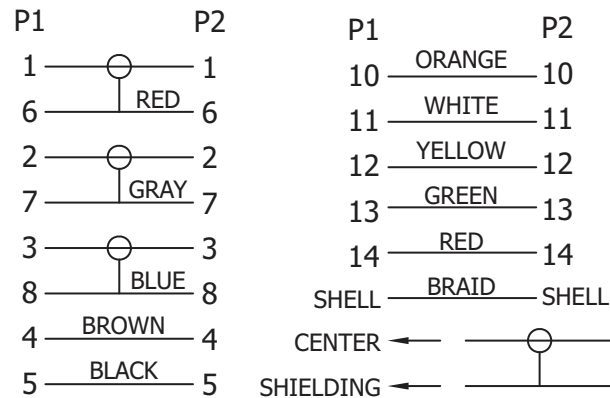 P1 P2
1 1
6 RED 6
2 2
7 GRAY 7
3 3
8 BLUE 8
4 BROWN 4
5 BLACK 5
P1 P2
10 ORANGE 10
11 WHITE 11
12 YELLOW 12
13 GREEN 13
14 RED 14
SHELL BRAID SHELL
CENTER
SHIELDING